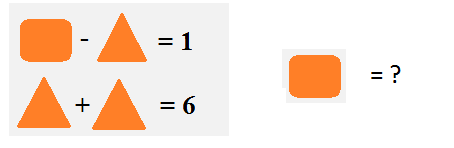 - = 1
+ = 6
= ?